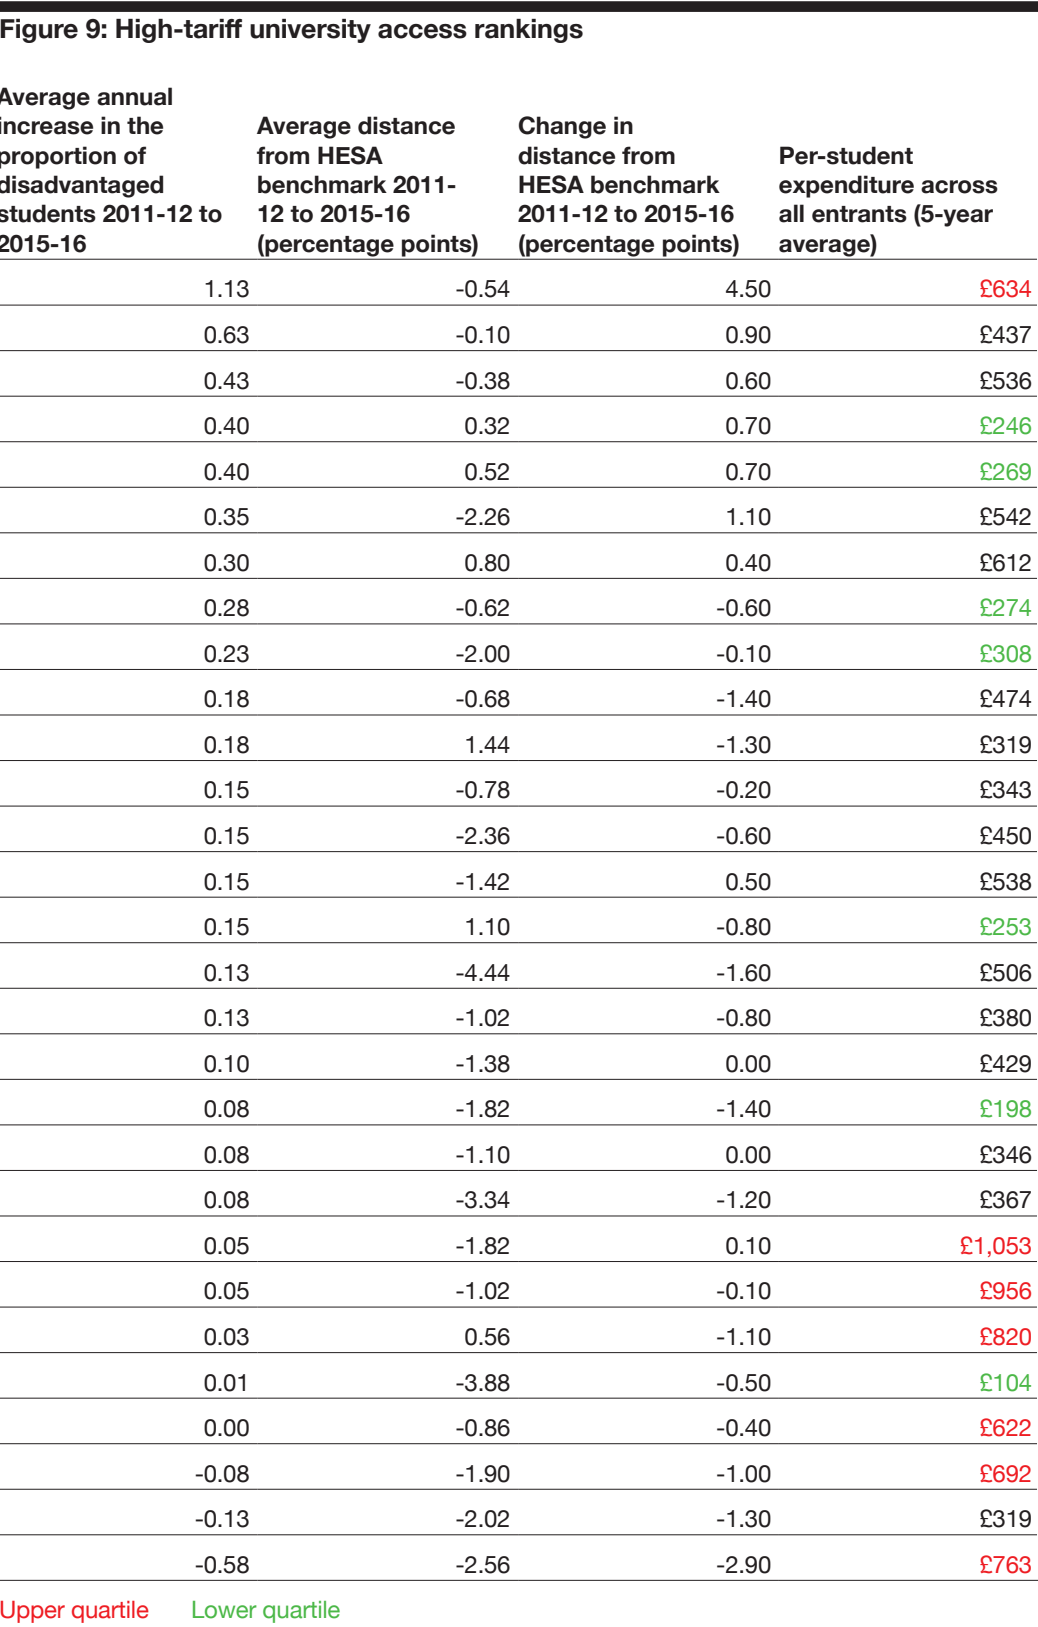 Figure 9: High-tariff university access rankings
Average annual
increase in the
proportion of
disadvantaged
students 2011-12 to
2015-16
Average distance
from HESA
benchmark 2011-
12 to 2015-16
(percentage points)
Change in
distance from
HESA benchmark
2011-12 to 2015-16
(percentage points)
Per-student
expenditure across
all entrants (5-year
average)
1.13 -0.54 4.50 £634
0.63 -0.10 0.90 £437
0.43 -0.38 0.60 £536
0.40 0.32 0.70 £246
0.40 0.52 0.70 £269
0.35 -2.26 1.10 £542
0.30 0.80 0.40 £612
0.28 -0.62 -0.60 £274
0.23 -2.00 -0.10 £308
0.18 -0.68 -1.40 £474
0.18 1.44 -1.30 £319
0.15 -0.78 -0.20 £343
0.15 -2.36 -0.60 £450
0.15 -1.42 0.50 £538
0.15 1.10 -0.80 £253
0.13 -4.44 -1.60 £506
0.13 -1.02 -0.80 £380
0.10 -1.38 0.00 £429
0.08 -1.82 -1.40 £198
0.08 -1.10 0.00 £346
0.08 -3.34 -1.20 £367
0.05 -1.82 0.10 £1,053
0.05 -1.02 -0.10 £956
0.03 0.56 -1.10 £820
0.01 -3.88 -0.50 £104
0.00 -0.86 -0.40 £622
-0.08 -1.90 -1.00 £692
-0.13 -2.02 -1.30 £319
-0.58 -2.56 -2.90 £763
Upper quartile Lower quartile